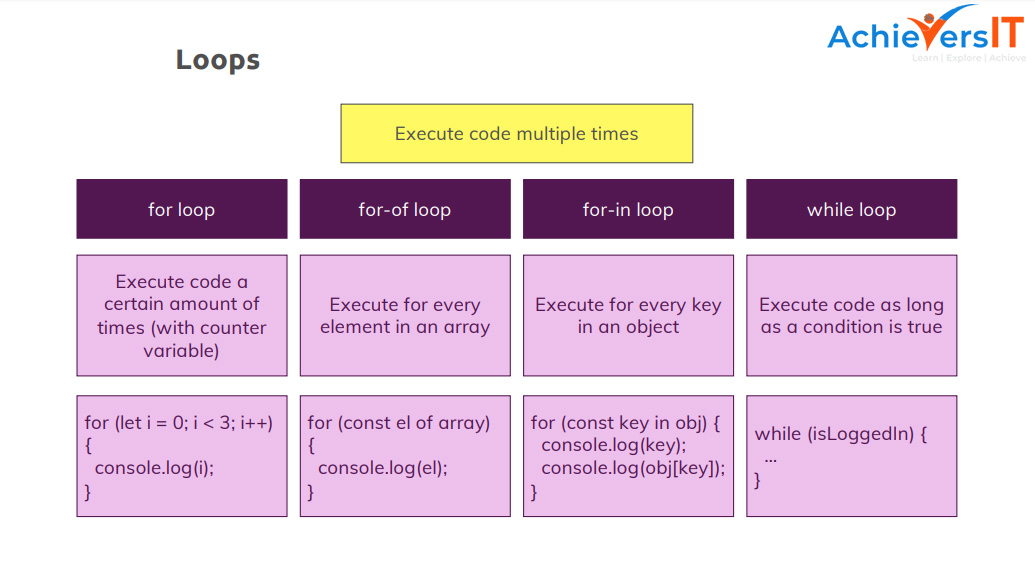 AchieversIT
Learn | Explore | Achieve
Loops
Execute code multiple times
for loop
for-of loop
for-in loop
while loop
Execute code a
certain amount of
times (with counter
variable)
Execute for every
element in an array
Execute for every key
in an object
Execute code as long
as a condition is true
for (let i = 0; i < 3; i++)
{
console.log(i);
}
for (const el of array)
{
console.log(el);
}
for (const key in obj) {
console.log(key);
console.log(obj[key]);
}
while (isLoggedIn) {
...
}